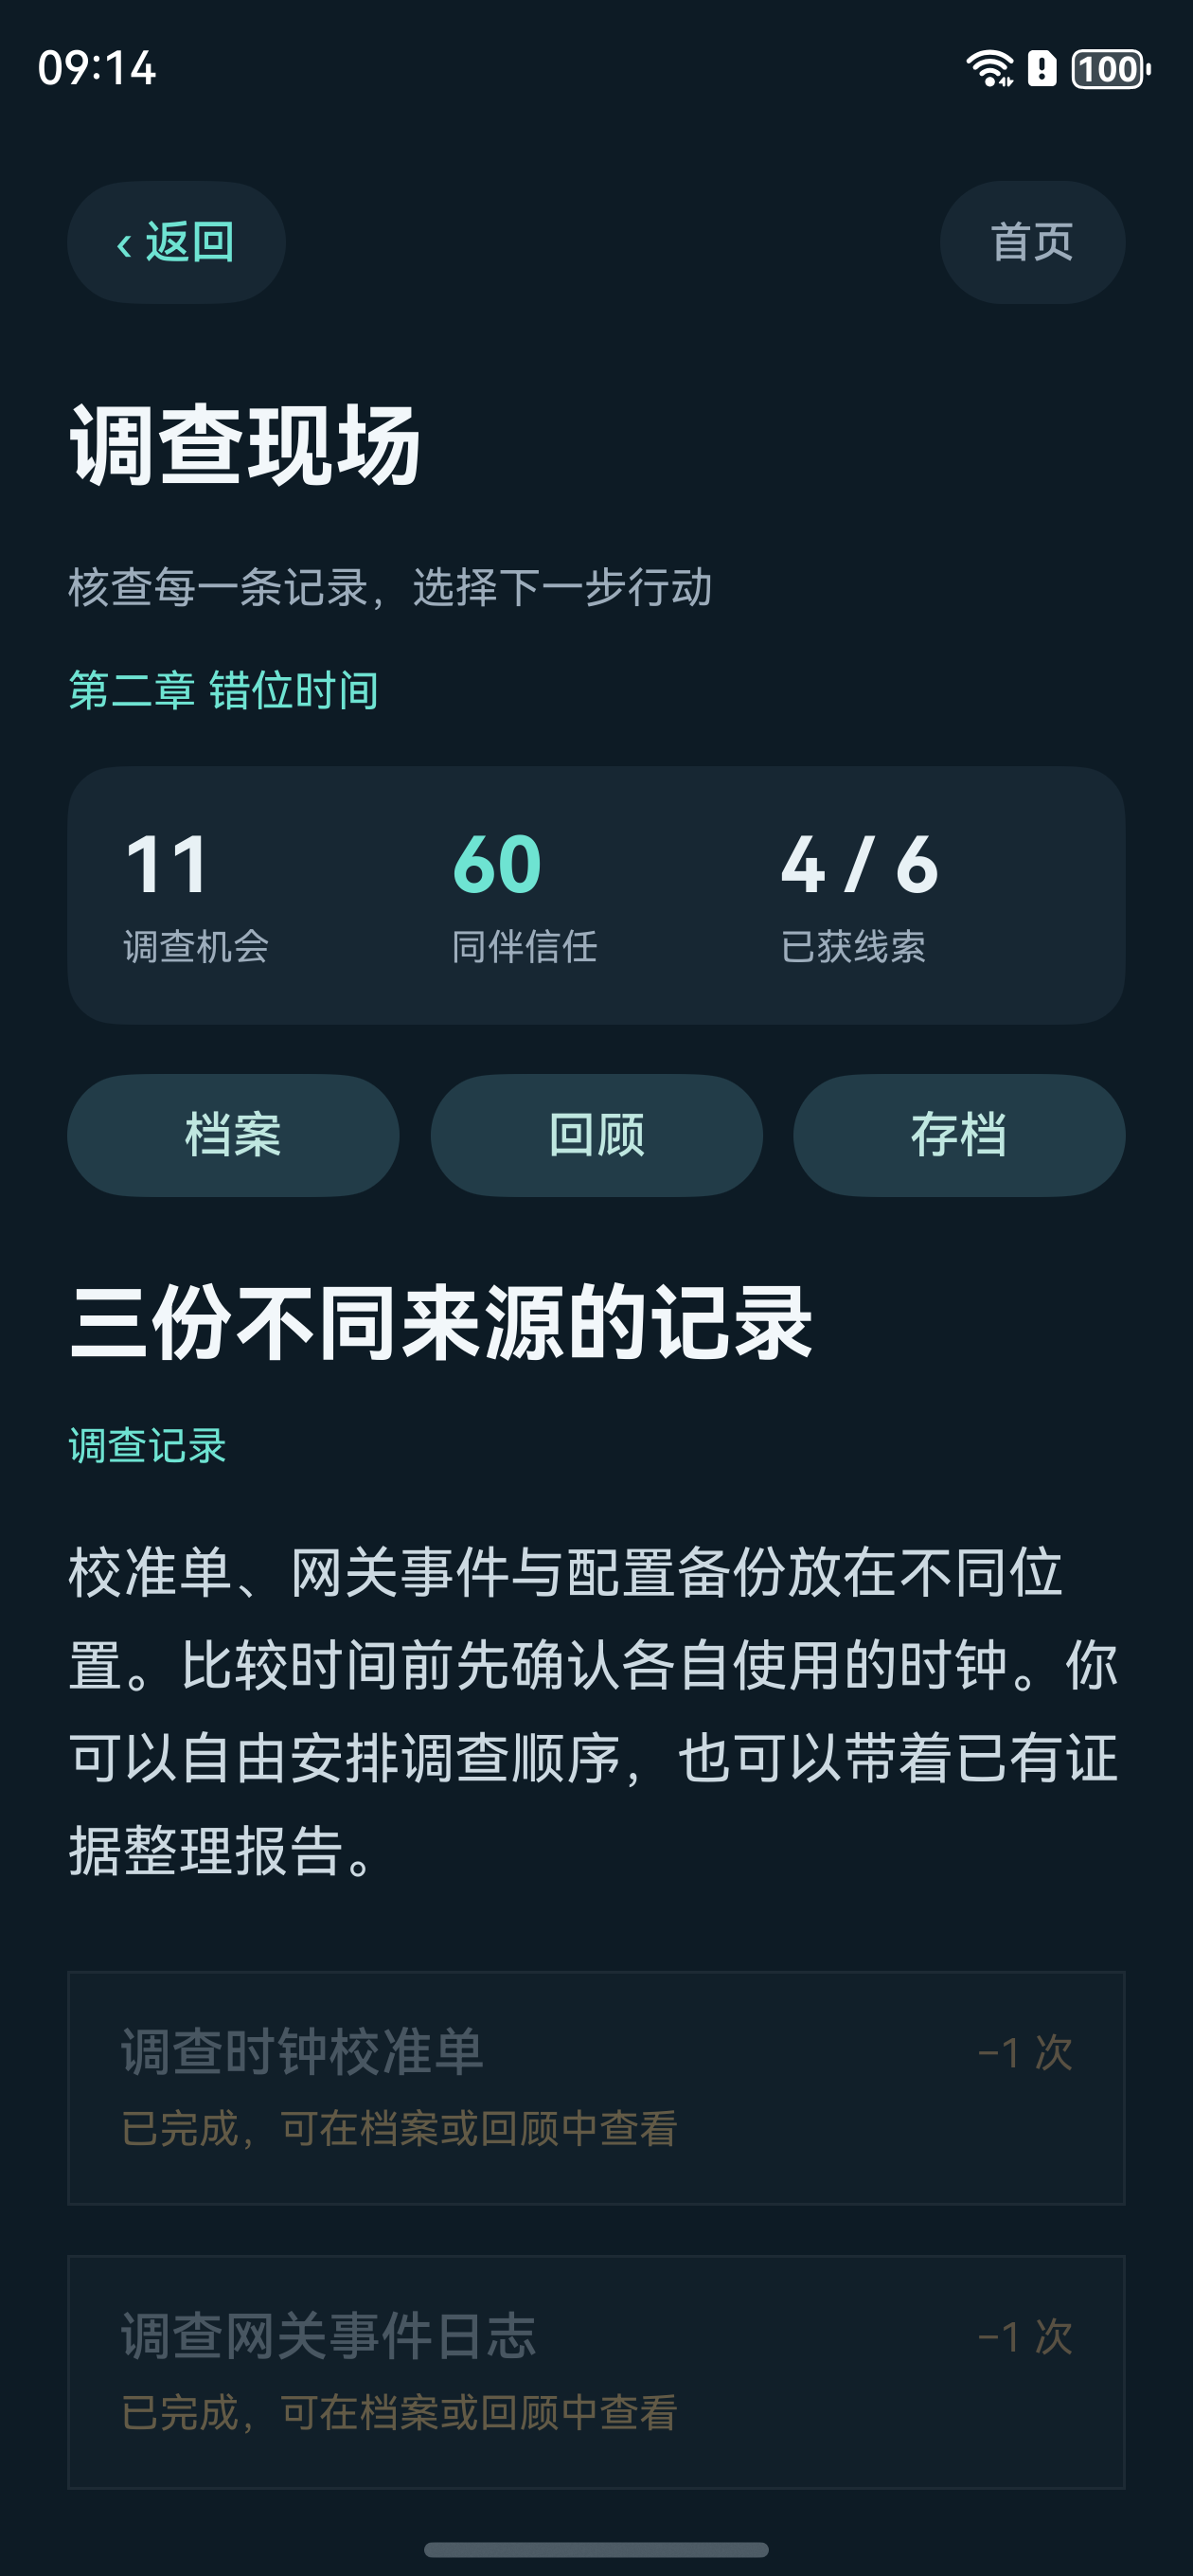 09:14
100
‹ 返回
首页
调查现场
核查每一条记录，选择下一步行动
第二章 错位时间
11
60
4 / 6
调查机会
同伴信任
已获线索
档案
回顾
存档
三份不同来源的记录
调查记录
校准单、网关事件与配置备份放在不同位
置。比较时间前先确认各自使用的时钟。你
可以自由安排调查顺序，也可以带着已有证
据整理报告。
调查时钟校准单
−1 次
已完成，可在档案或回顾中查看
调查网关事件日志
−1 次
已完成，可在档案或回顾中查看